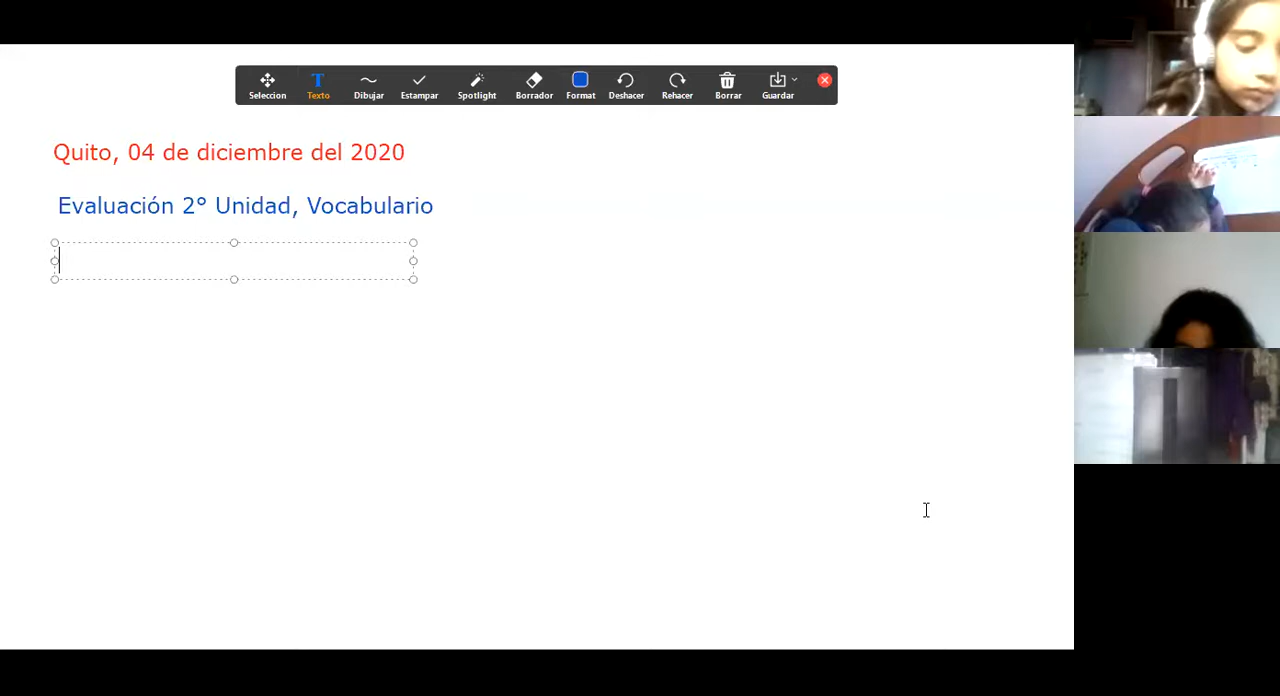 Seleccion Texto Dibujar Estampar Spotlight Borrador Format Deshacer Rehacer Borrar Guardar
Quito, 04 de diciembre del 2020
Evaluación 2° Unidad, Vocabulario